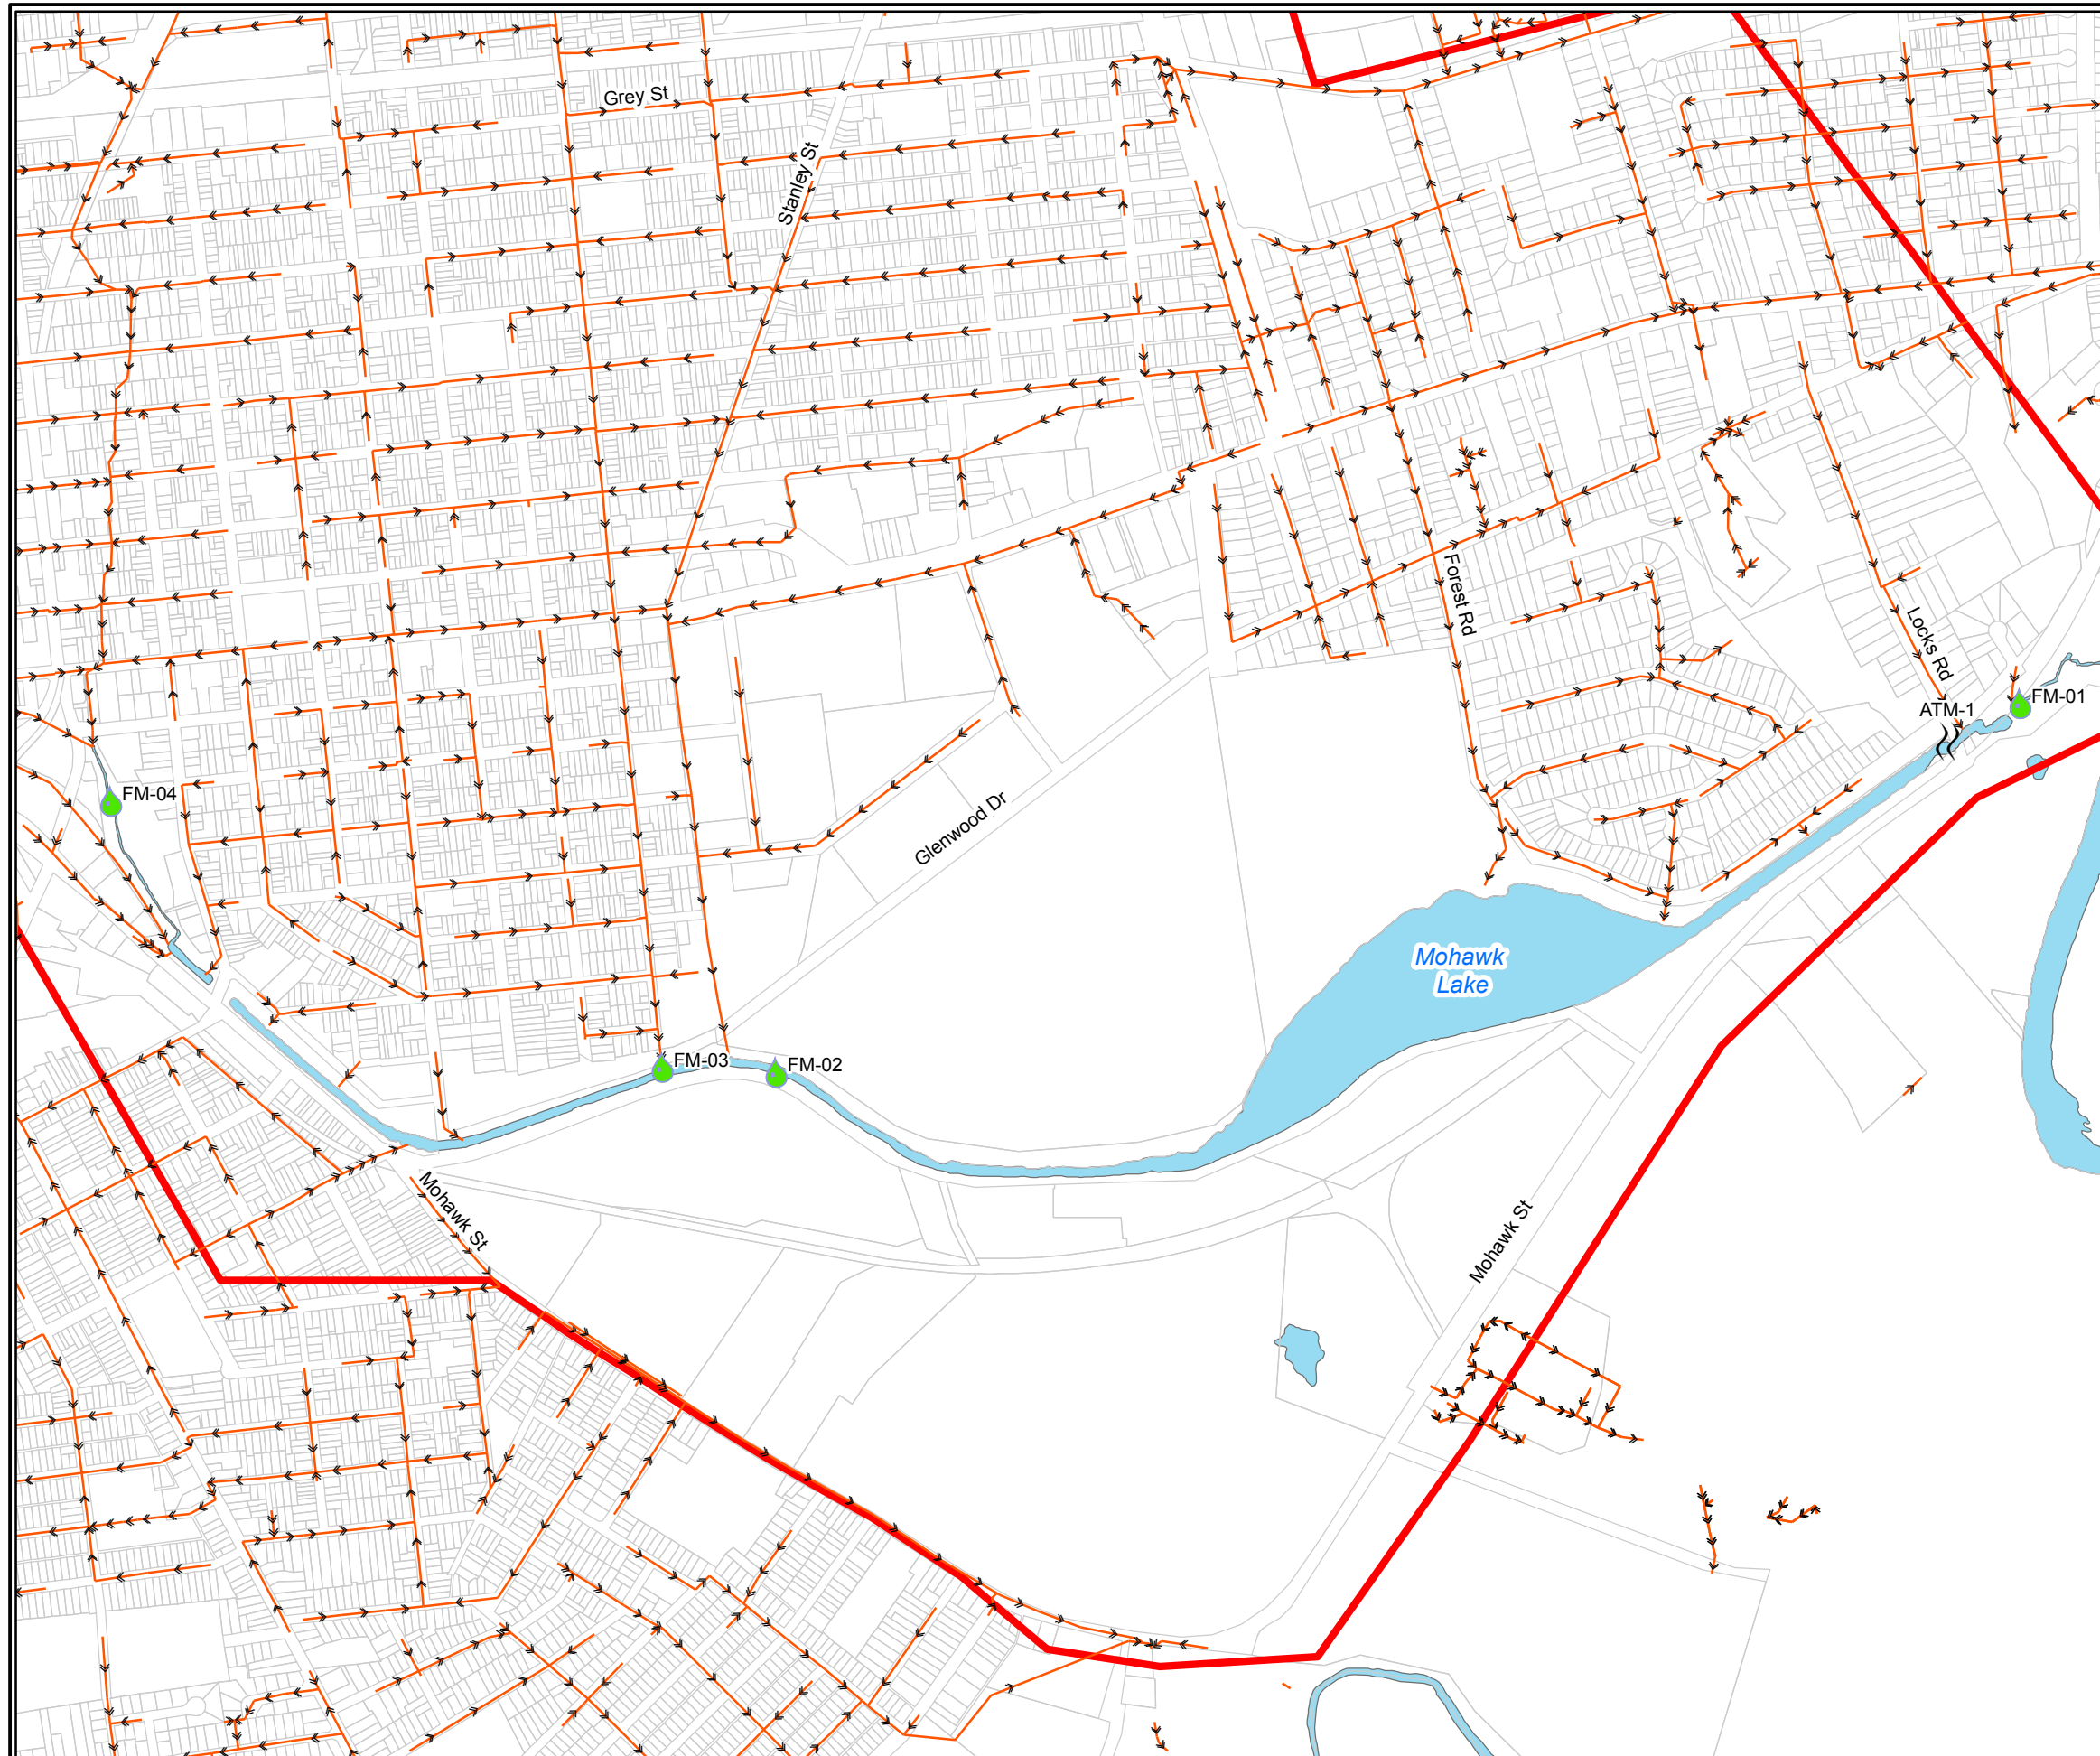 Grey St
Stanley St
Forest Rd
Locks Rd
ATM-1
FM-01
FM-04
Glenwood Dr
Mohawk
Lake
FM-03
FM-02
Mohawk St
Mohawk St